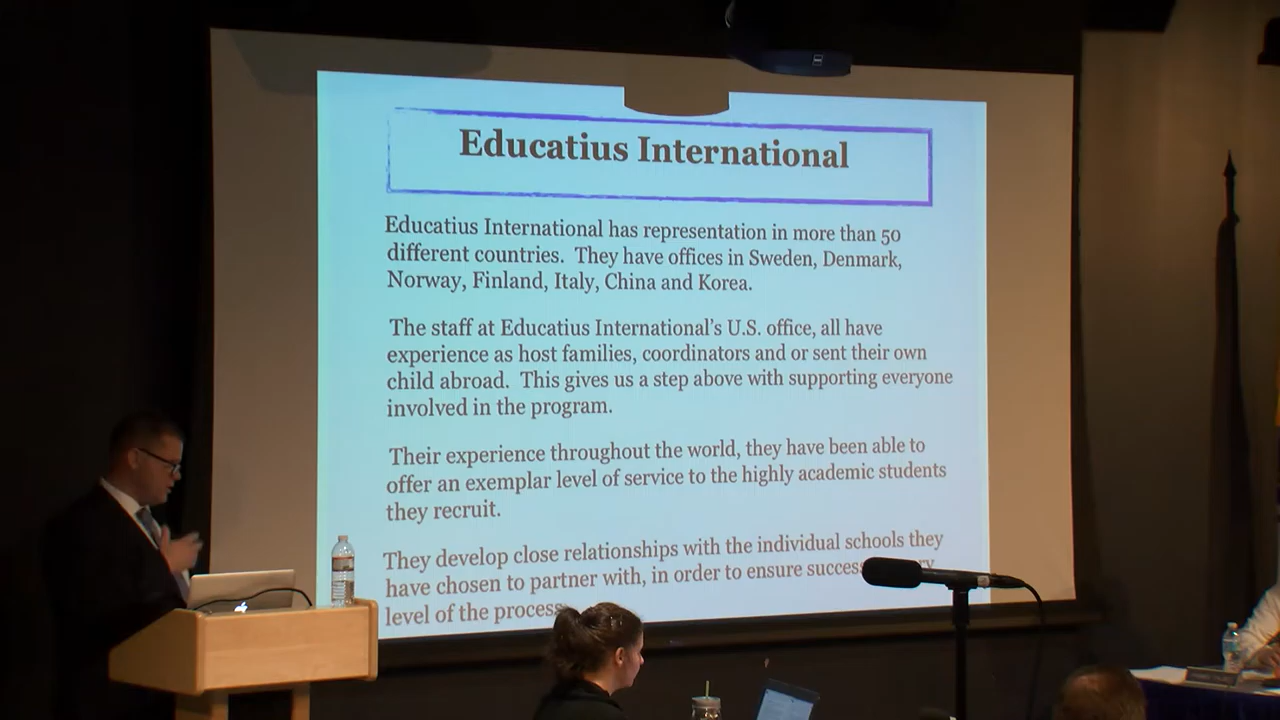 Educatius International
Educatius International has representation in more than 50
different countries. They have offices in Sweden, Denmark,
Norway, Finland, Italy, China and Korea.
The staff at Educatius International's U.S. office, all have
experience as host families, coordinators and or sent their own
child abroad. This gives us a step above with supporting everyone
involved in the program.
Their experience throughout the world, they have been able to
offer an exemplar level of service to the highly academic students
they recruit.
They develop close relationships with the individual schools they
have chosen to partner with, in order to ensure
level of the process